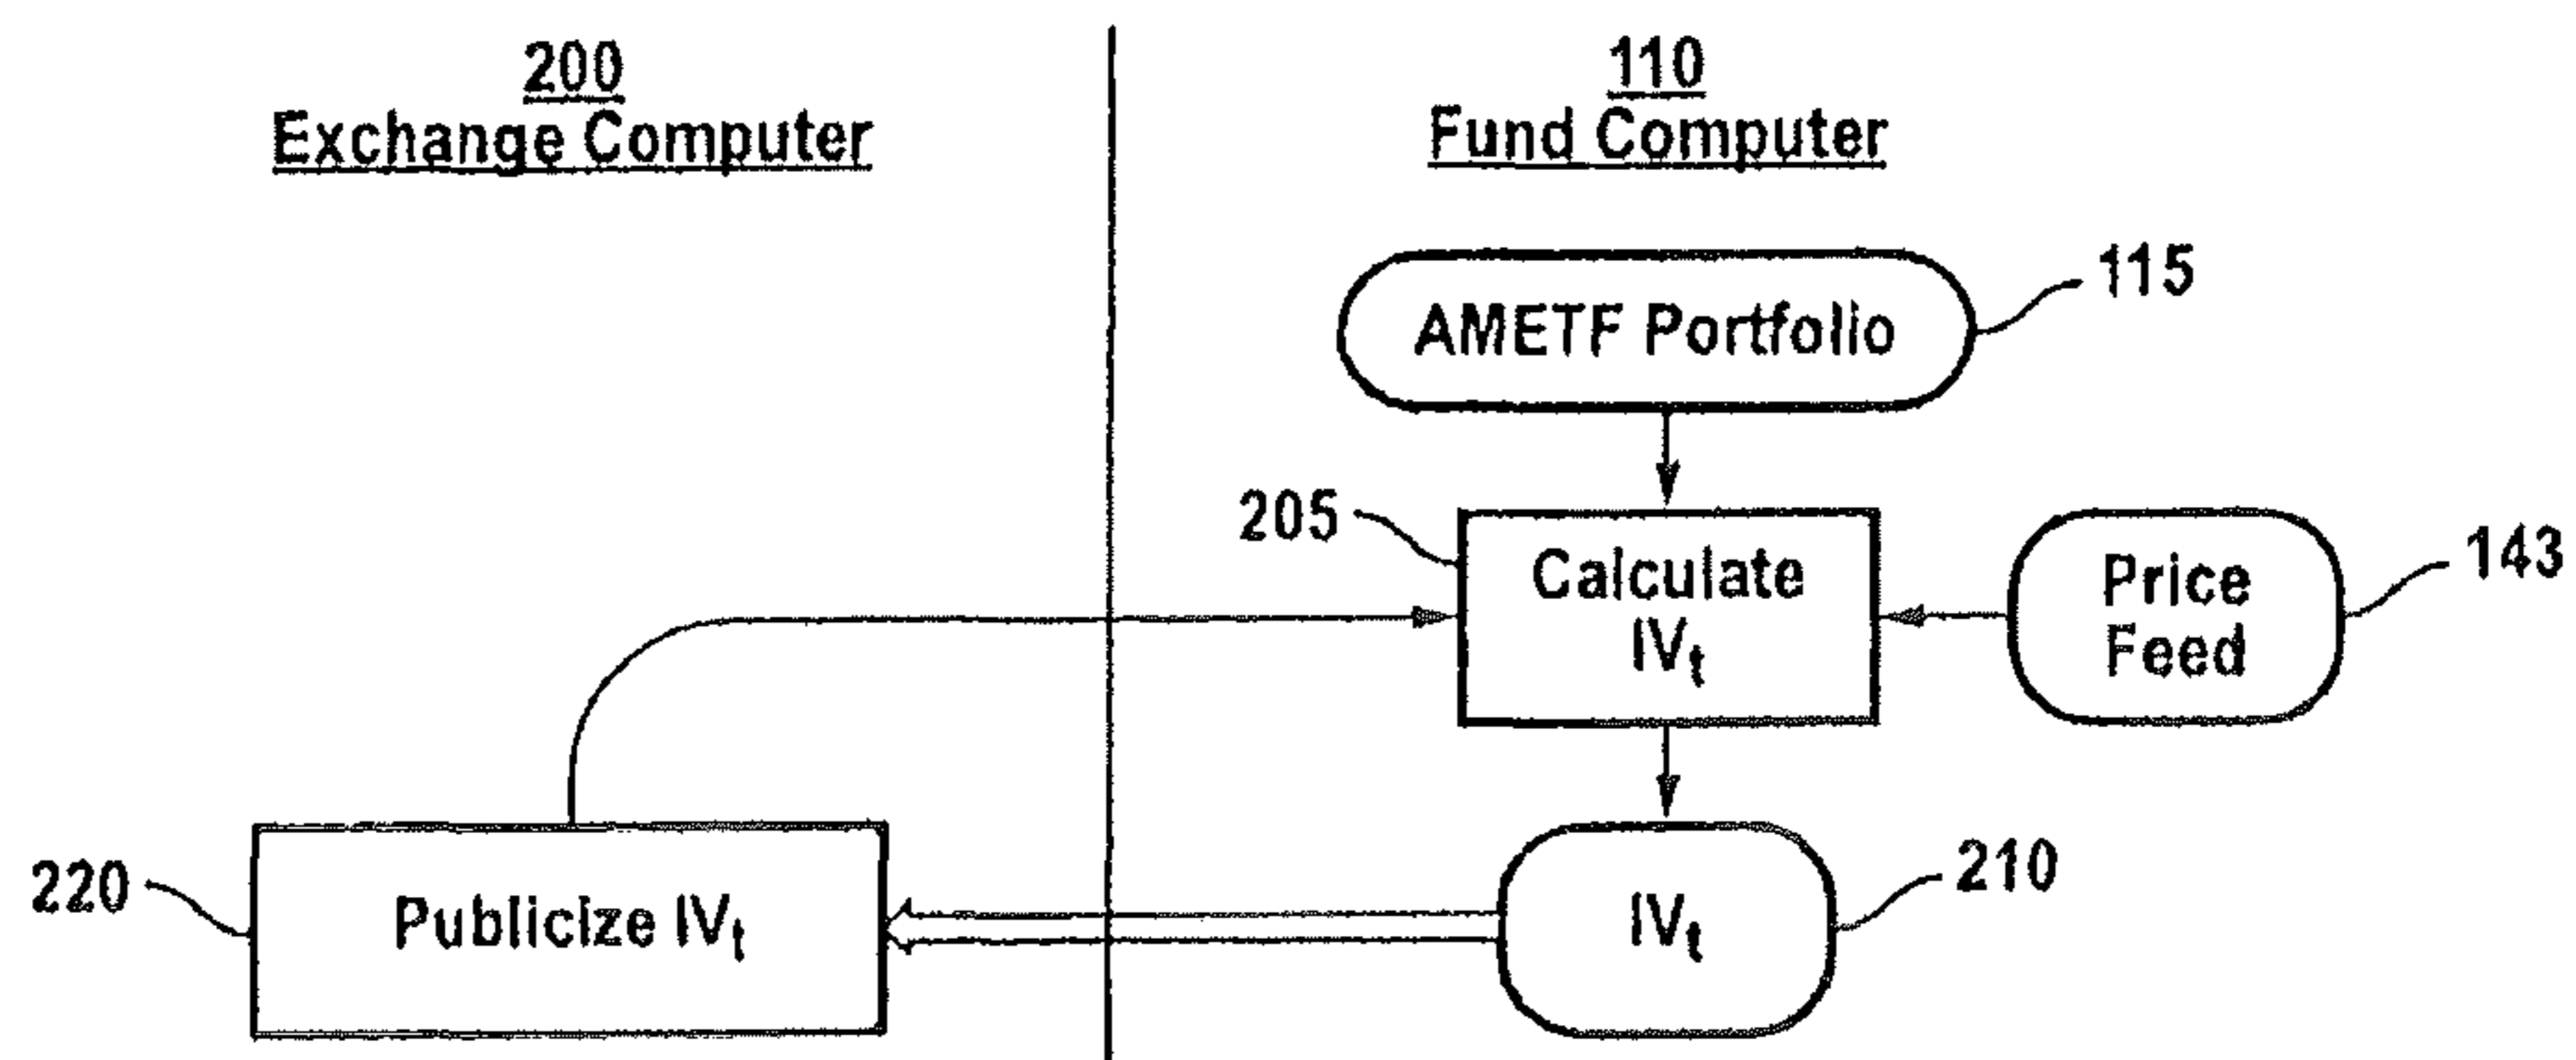 200
Exchange Computer
110
Fund Computer
AMETF Portfolio
115
205
Calculate
IVt
Price
Feed
143
220
Publicize IVt
IVt
210